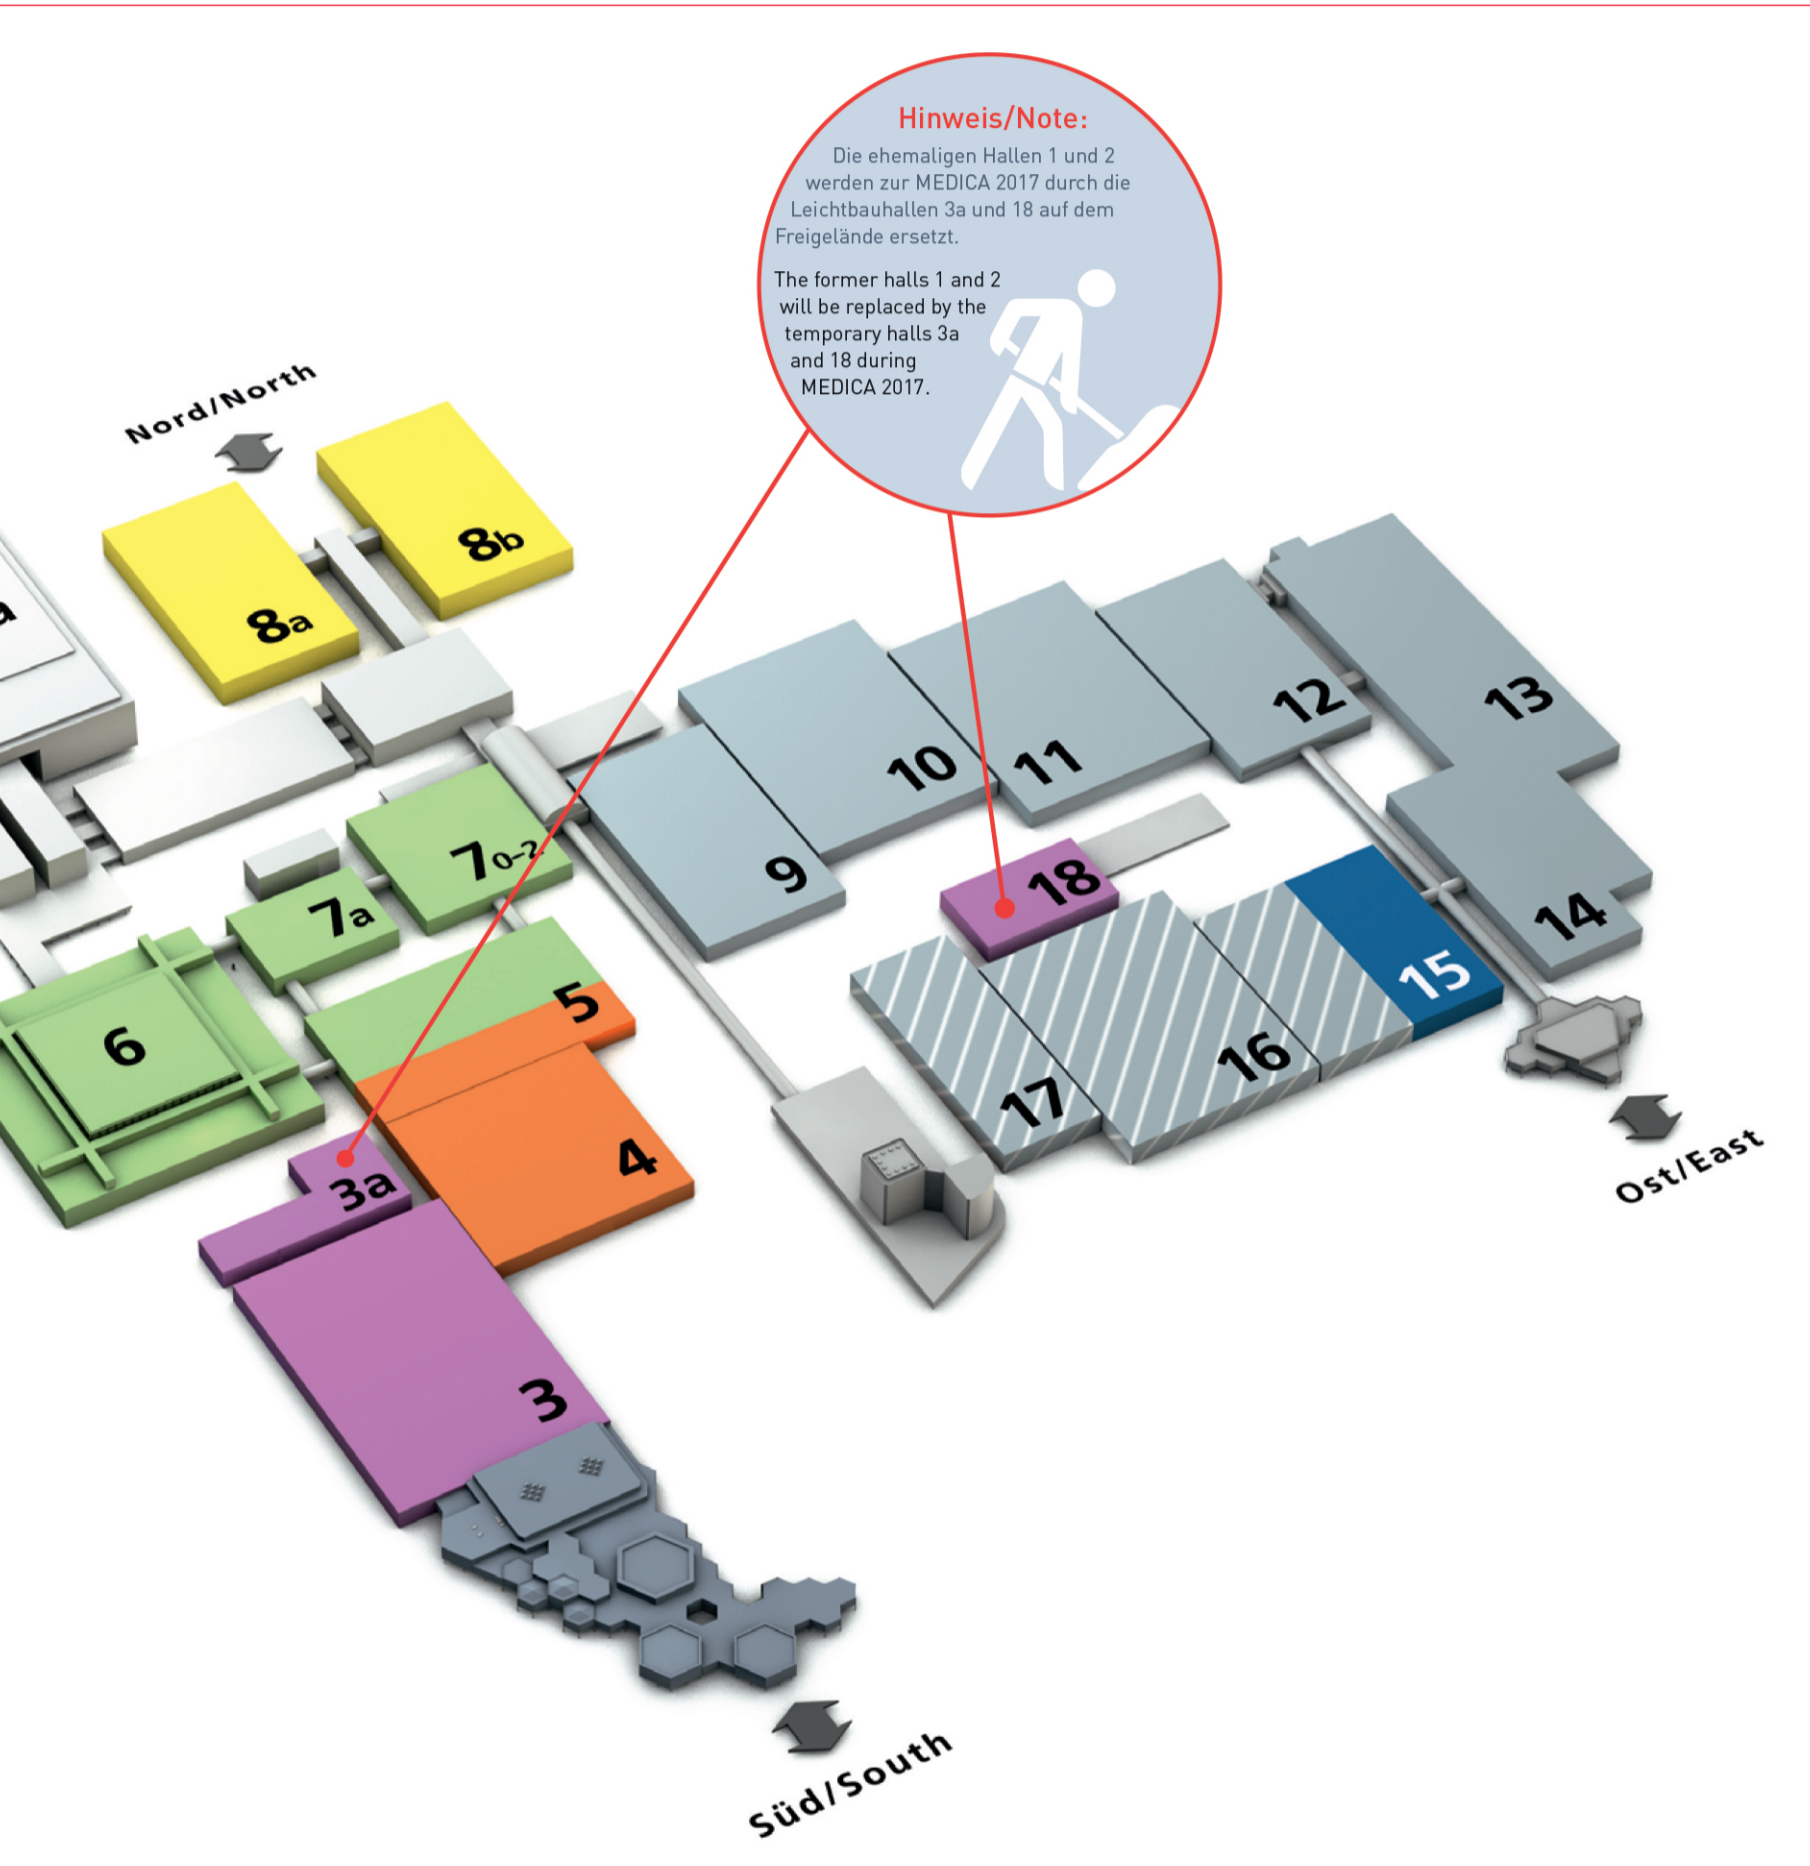 Hinweis/Note:
Die ehemaligen Hallen 1 und 2
werden zur MEDICA 2017 durch die
Leichtbauhallen 3a und 18 auf dem
Freigelände ersetzt.
The former halls 1 and 2
will be replaced by the
temporary halls 3a
and 18 during
MEDICA 2017.
Nord/North
8b
8a
a
13
12
11
10
9
7 0-2
7a
18
14
15
6
5
16
17
4
3a
Ost/East
3
Süd/South